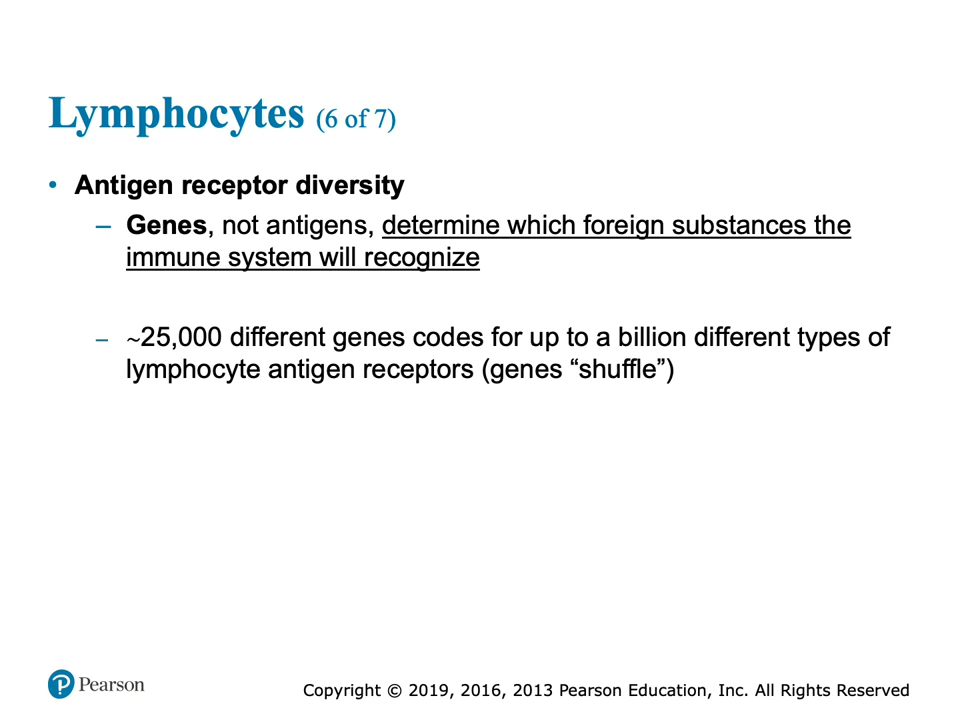 Lymphocytes (6 of 7)
• Antigen receptor diversity
– Genes, not antigens, determine which foreign substances the
immune system will recognize
– ~25,000 different genes codes for up to a billion different types of
lymphocyte antigen receptors (genes “shuffle”)
Pearson
Copyright © 2019, 2016, 2013 Pearson Education, Inc. All Rights Reserved